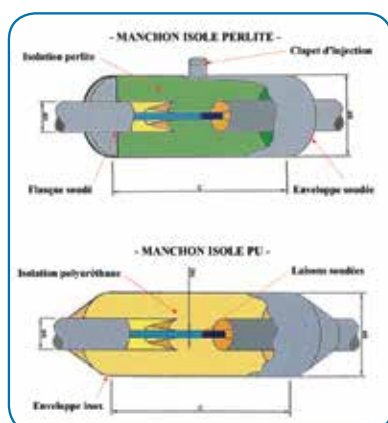 - MANCHON ISOLE PERLITE -
Clapet d'injection
Isolation perlite
Flasque soudé
Enveloppe soudée
- MANCHON ISOLE PU -
Isolation polyuréthane
Liaisons soudées
Enveloppe inox